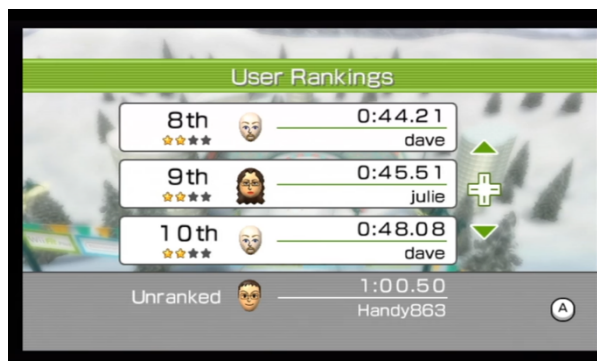 User Rankings
8th 0:44.21
dave
9th 0:45.51
julie
10th 0:48.08
dave
Unranked 1:00.50
Handy863
A